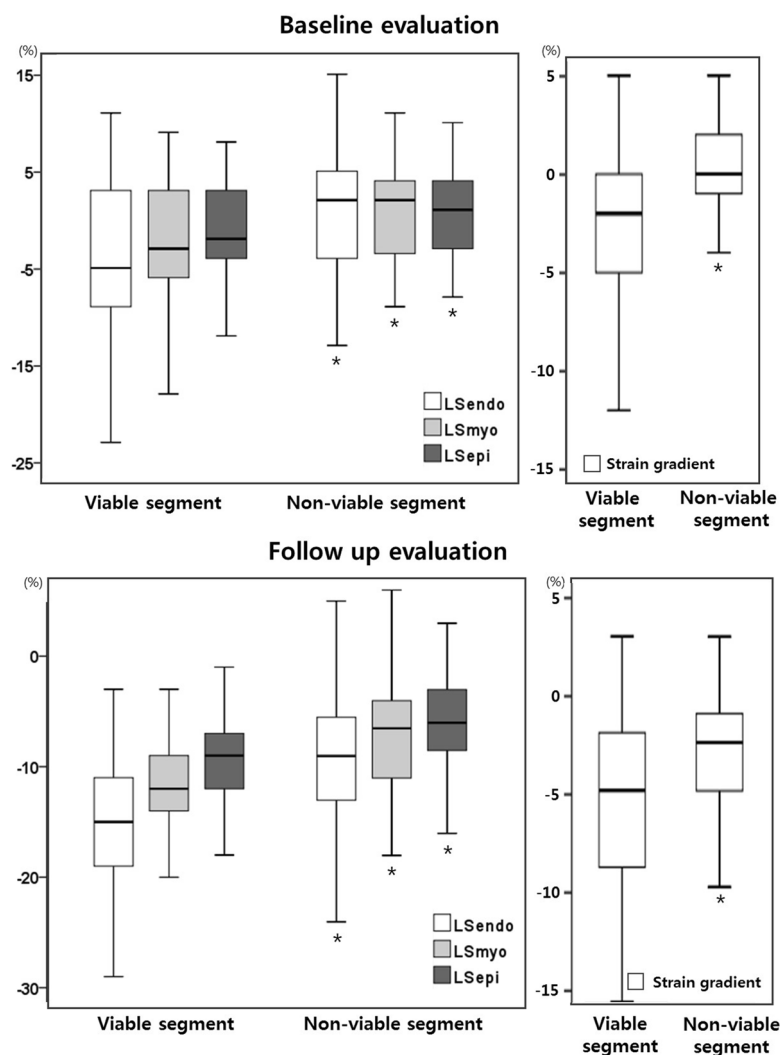 Baseline evaluation
(%)
15
5
-5
-15
-25
LSendo
LSmyo
LSepi
Viable segment
Non-viable segment
*
*
*
(%)
5
0
-5
-10
-15
*
Strain gradient
Viable
segment
Non-viable
segment
Follow up evaluation
(%)
0
-10
-20
-30
*
*
*
LSendo
LSmyo
LSepi
Viable segment
Non-viable segment
(%)
5
0
-5
-10
-15
*
Strain gradient
Viable
segment
Non-viable
segment